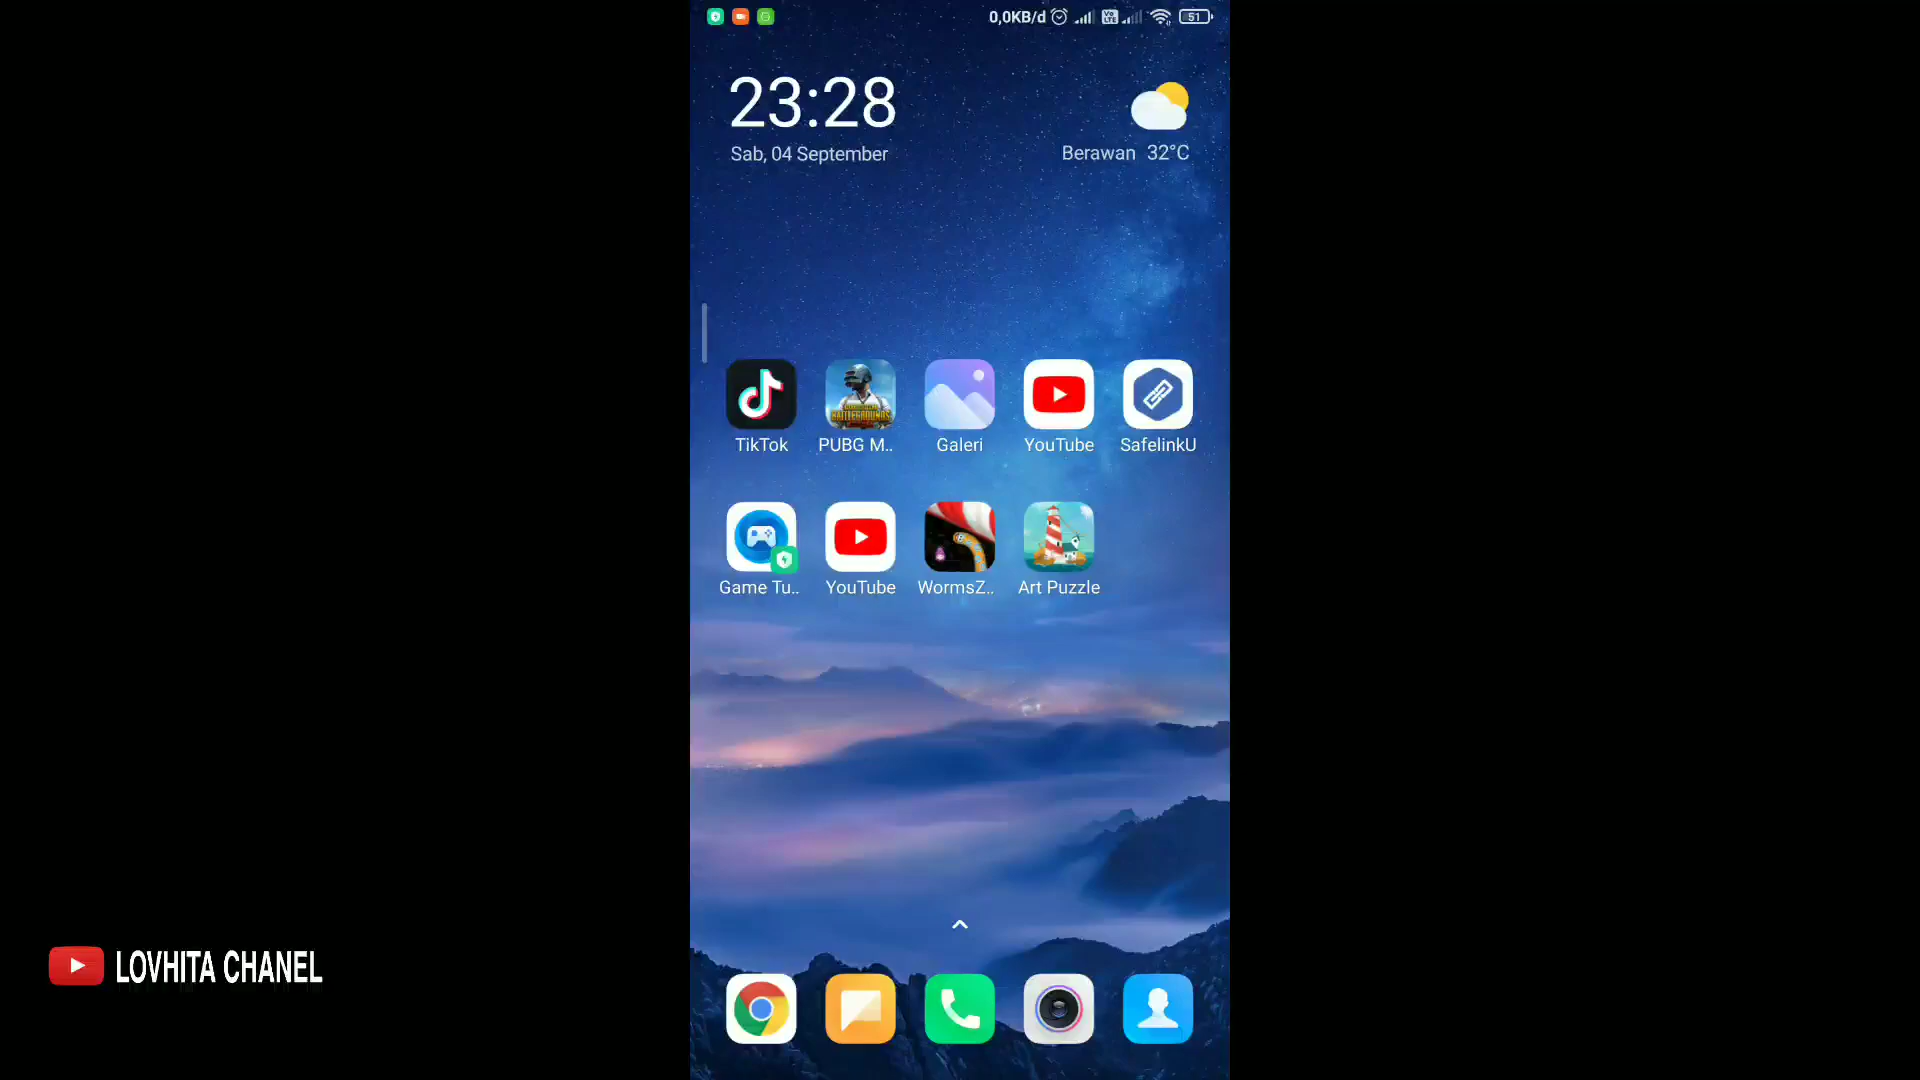 0,0KB/d
51
23:28
Sab, 04 September
Berawan 32°C
TikTok
PUBG M..
Galeri
YouTube
SafelinkU
Game Tu..
YouTube
WormsZ..
Art Puzzle
LOVHITA CHANEL